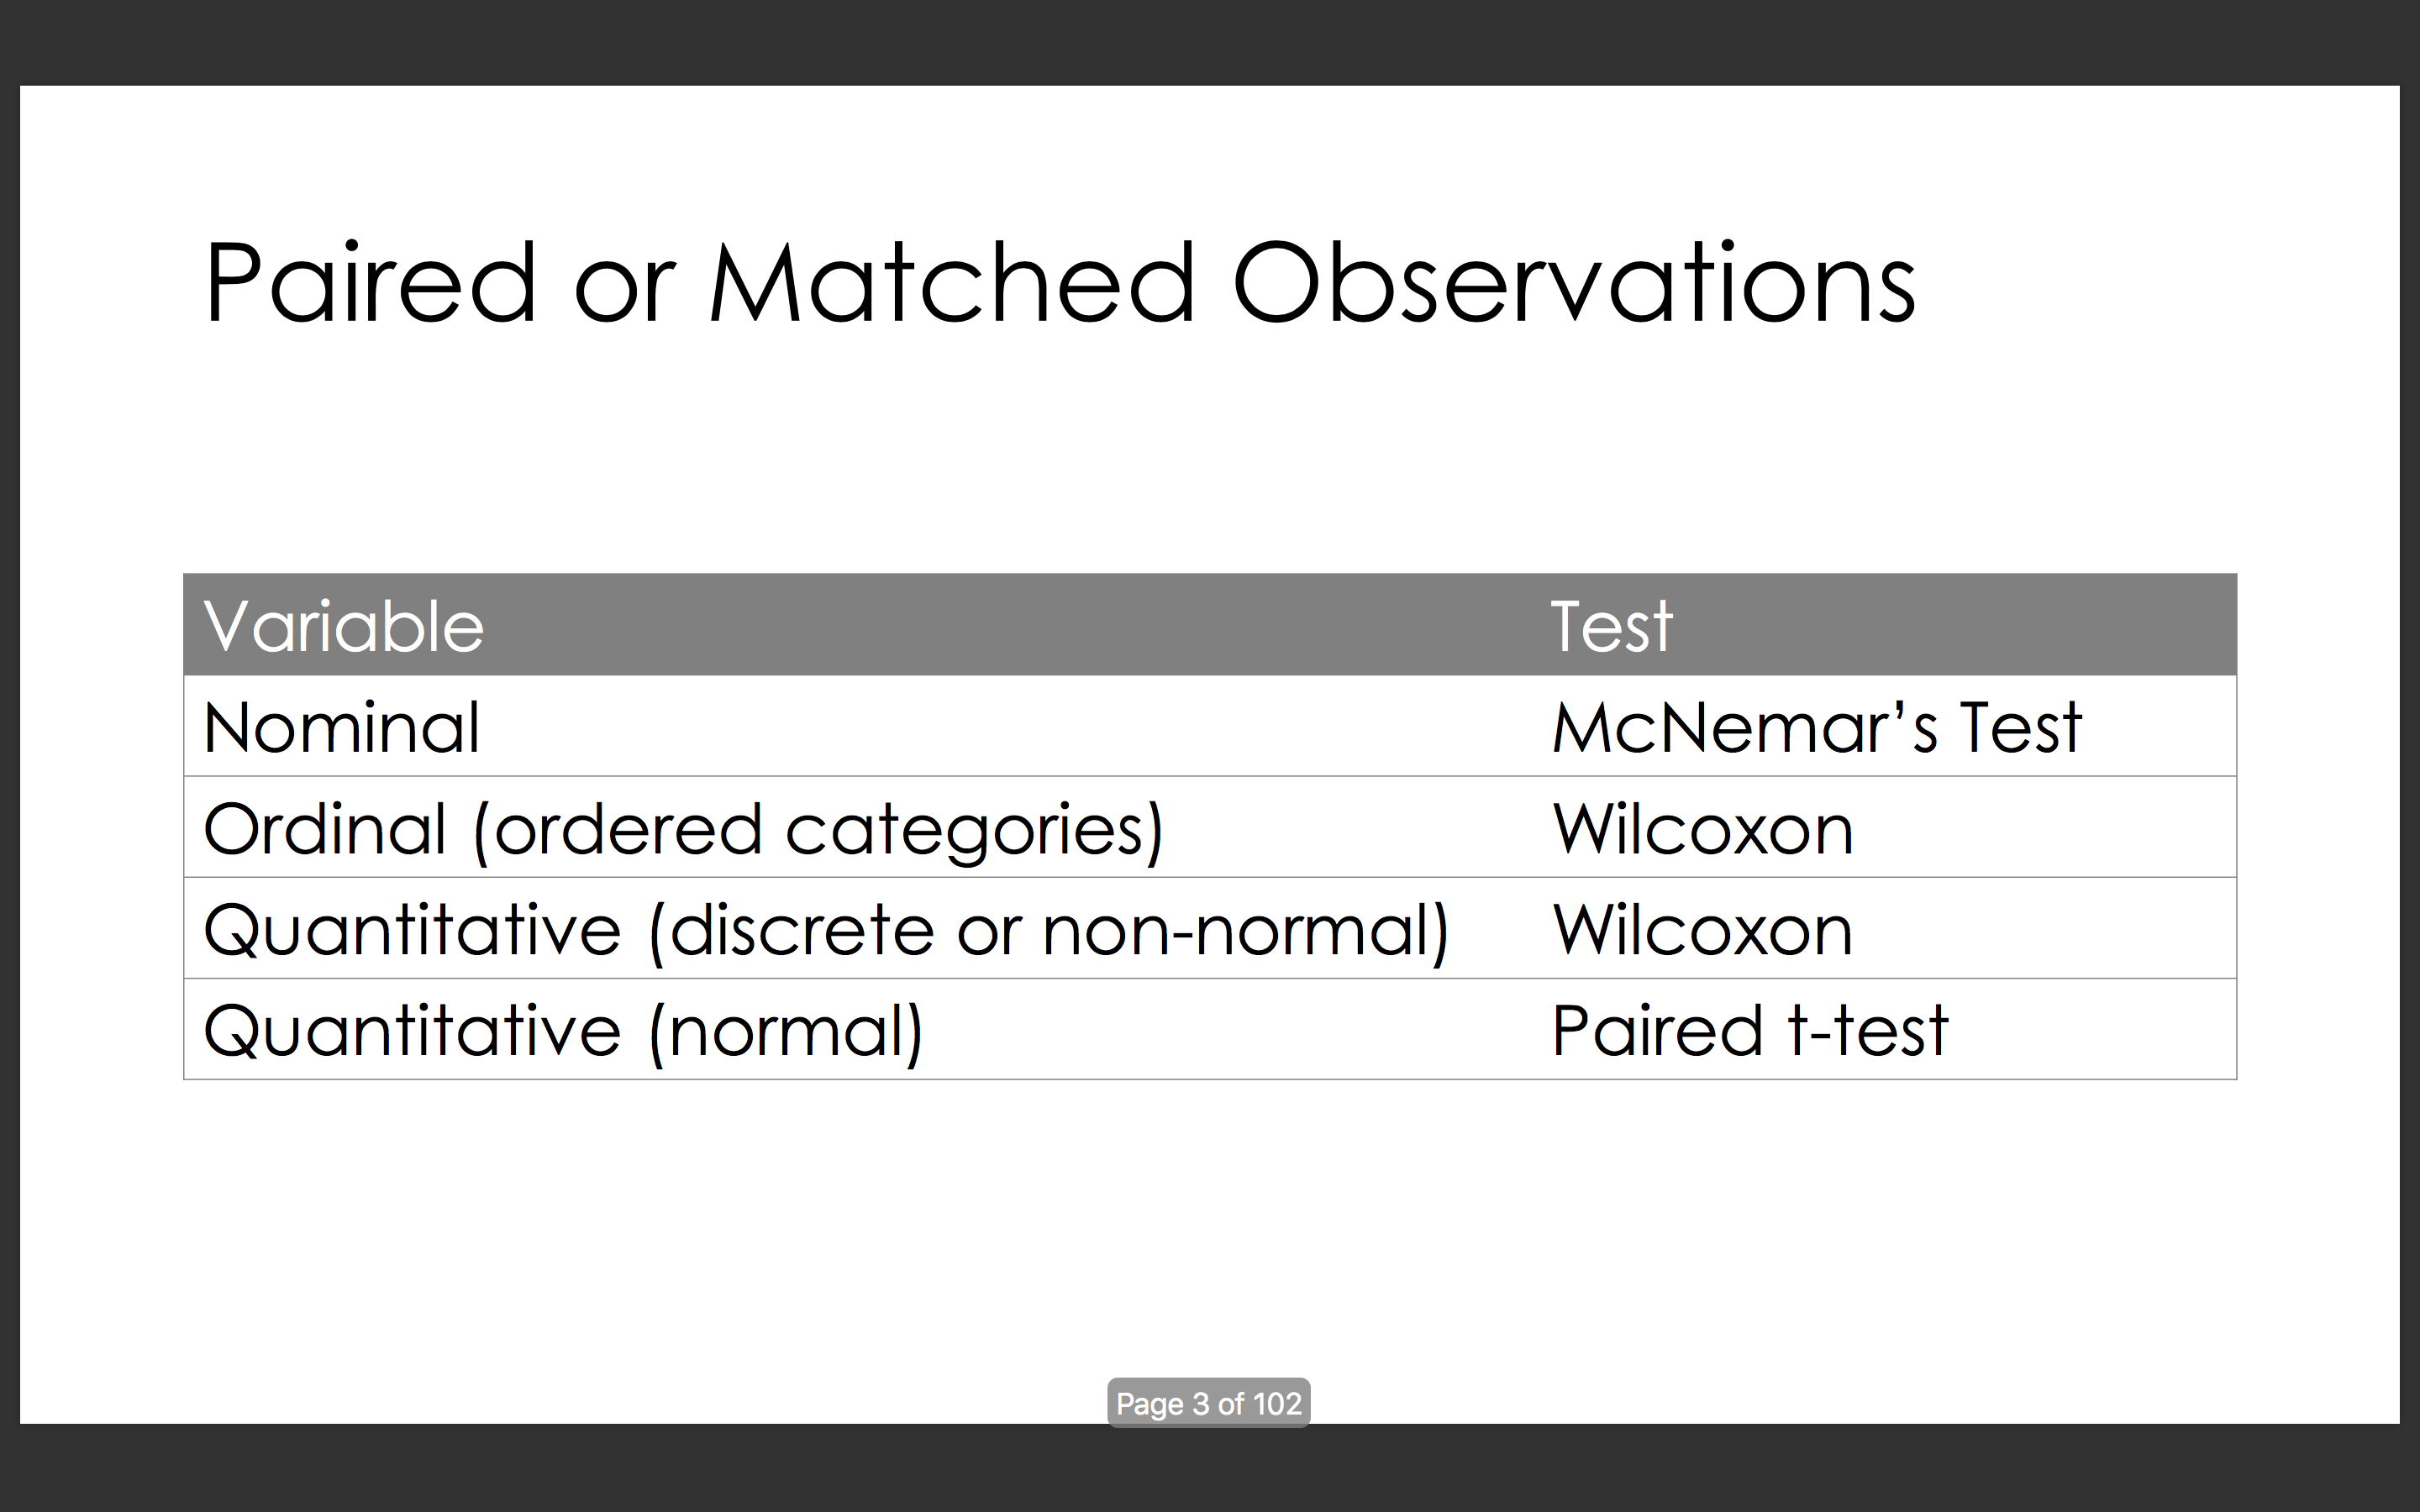 Paired or Matched Observations
Variable Test
Nominal McNemar’s Test
Ordinal (ordered categories) Wilcoxon
Quantitative (discrete or non-normal) Wilcoxon
Quantitative (normal) Paired t-test
Page 3 of 102